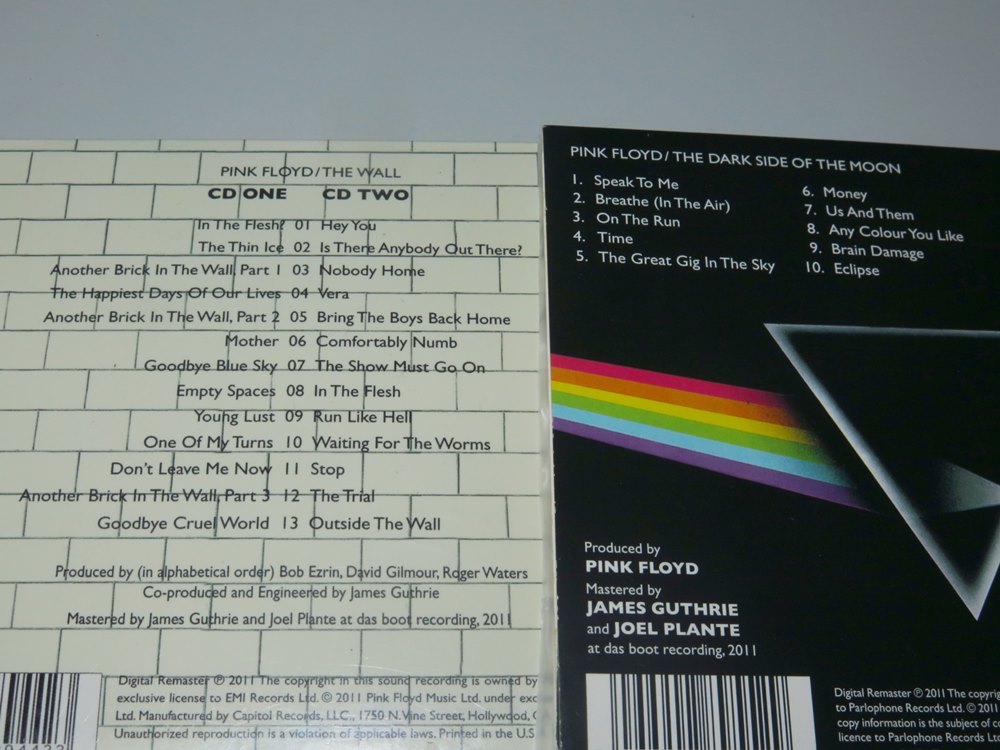 PINK FLOYD/THE WALL
CD ONE CD TWO
In The Flesh? 01 Hey You
The Thin Ice 02 Is There Anybody Out There?
Another Brick In The Wall, Part 1 03 Nobody Home
The Happiest Days Of Our Lives 04 Vera
Another Brick In The Wall, Part 2 05 Bring The Boys Back Home
Mother 06 Comfortably Numb
Goodbye Blue Sky 07 The Show Must Go On
Empty Spaces 08 In The Flesh
Young Lust 09 Run Like Hell
One Of My Turns 10 Waiting For The Worms
Don't Leave Me Now 11 Stop
Another Brick In The Wall, Part 3 12 The Trial
Goodbye Cruel World 13 Outside The Wall
Produced by (in alphabetical order) Bob Ezrin, David Gilmour, Roger Waters
Co-produced and Engineered by James Guthrie
Mastered by James Guthrie and Joel Plante at das boot recording, 2011
Digital Remaster ℗ 2011 The copyright in this sound recording is owned by
exclusive license to EMI Records Ltd. © 2011 Pink Floyd Music Ltd. under exc
Ltd. Manufactured by Capitol Records, LLC., 1750 N. Vine Street, Hollywood, C
Unauthorized reproduction is a violation of applicable laws. Printed in the U.S
PINK FLOYD/THE DARK SIDE OF THE MOON
1. Speak To Me
2. Breathe (In The Air)
3. On The Run
4. Time
5. The Great Gig In The Sky
6. Money
7. Us And Them
8. Any Colour You Like
9. Brain Damage
10. Eclipse
Produced by
PINK FLOYD
Mastered by
JAMES GUTHRIE
and JOEL PLANTE
at das boot recording, 2011
Digital Remaster ℗ 2011 The copyrig
to Parlophone Records Ltd. © 2011
copy information is the subject of co
licence to Parlophone Records Ltd